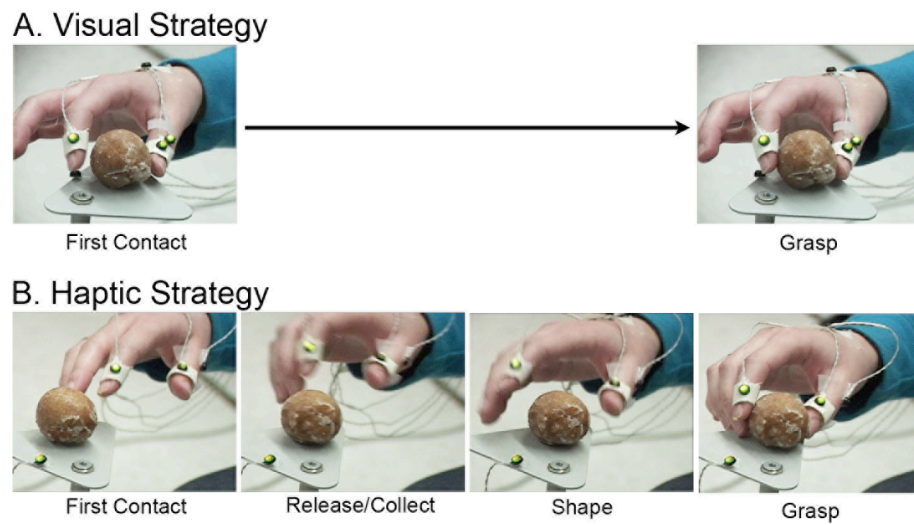 A. Visual Strategy
First Contact
Grasp
B. Haptic Strategy
First Contact
Release/Collect
Shape
Grasp